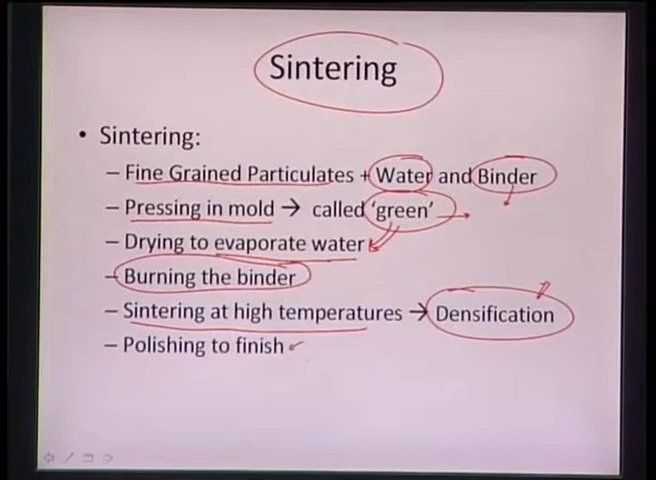 Sintering
• Sintering:
– Fine Grained Particulates + Water and Binder
– Pressing in mold → called 'green'
– Drying to evaporate water
– Burning the binder
– Sintering at high temperatures → Densification
– Polishing to finish